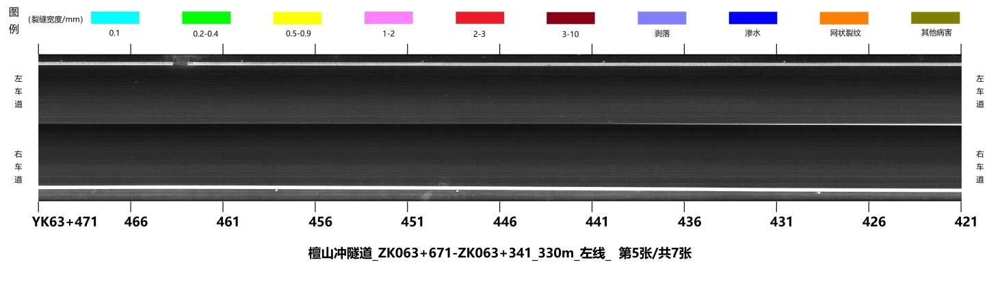 图例
(裂缝宽度/mm)
0.1 0.2-0.4 0.5-0.9 1-2 2-3 3-10 剥落 渗水 网状裂纹 其他病害
左车道 左车道
右车道 右车道
YK63+471 466 461 456 451 446 441 436 431 426 421
檀山冲隧道_ZK063+671-ZK063+341_330m_左线_ 第5张/共7张